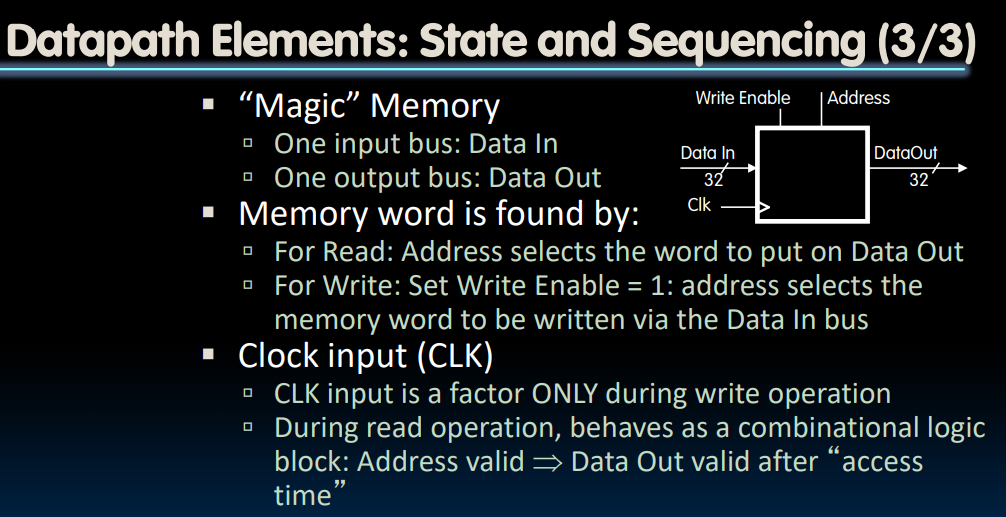 Datapath Elements: State and Sequencing (3/3)
▪ “Magic” Memory
▫ One input bus: Data In
▫ One output bus: Data Out
▪ Memory word is found by:
▫ For Read: Address selects the word to put on Data Out
▫ For Write: Set Write Enable = 1: address selects the
memory word to be written via the Data In bus
▪ Clock input (CLK)
▫ CLK input is a factor ONLY during write operation
▫ During read operation, behaves as a combinational logic
block: Address valid ⇒ Data Out valid after “access
time”
Write Enable
Address
Data In
32
Clk
DataOut
32